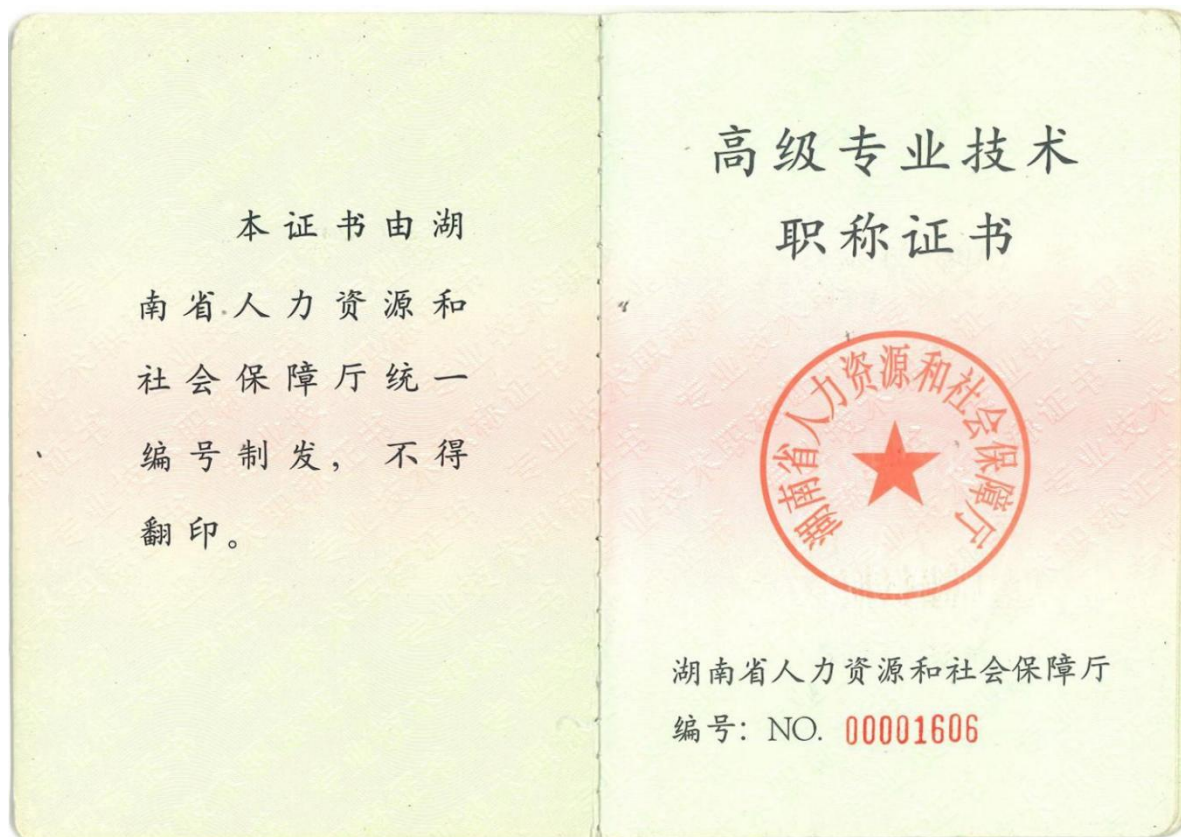 本证书由湖
南省人力资源和
社会保障厅统一
编号制发，不得
翻印。
高级专业技术
职称证书
湖南省人力资源和社会保障厅
湖南省人力资源和社会保障厅
编号：NO. 00001606